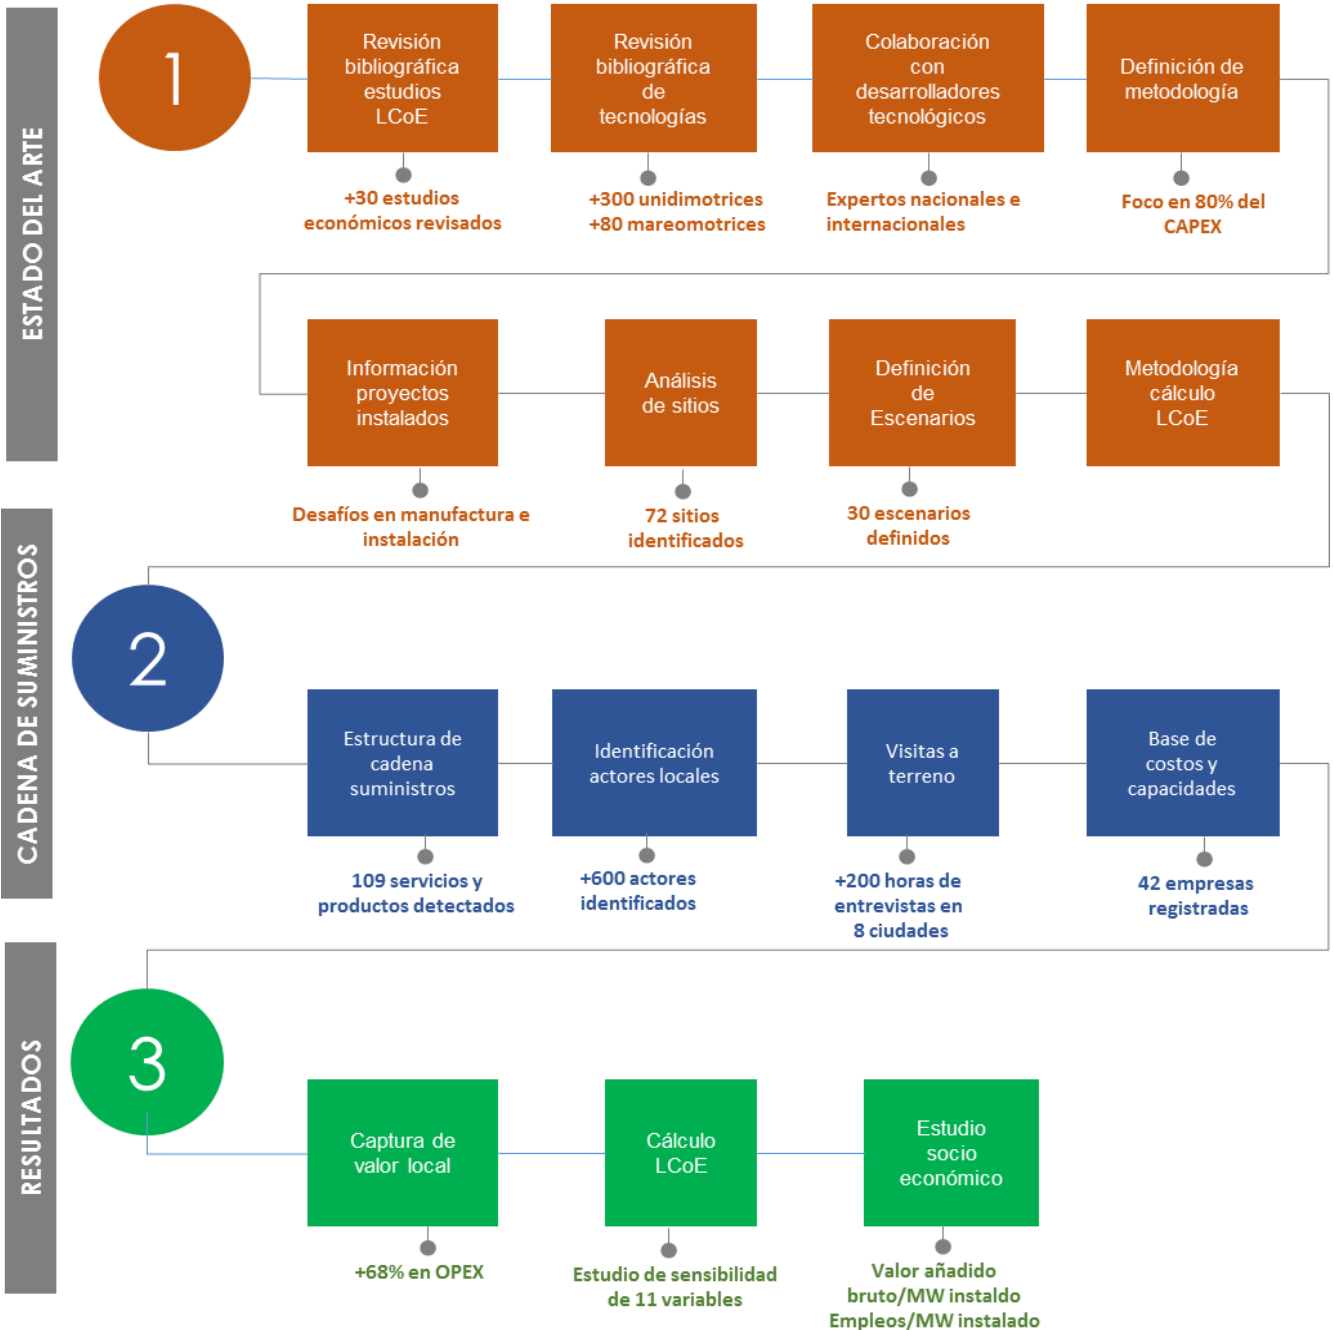 ESTADO DEL ARTE
1
Revisión
bibliográfica
estudios
LCoE
+30 estudios
económicos revisados
Revisión
bibliográfica
de
tecnologías
+300 unidimotrices
+80 mareomotrices
Colaboración
con
desarrolladores
tecnológicos
Expertos nacionales e
internacionales
Definición de
metodología
Foco en 80% del
CAPEX
Información
proyectos
instalados
Desafíos en manufactura e
instalación
Análisis
de sitios
72 sitios
identificados
Definición
de
Escenarios
30 escenarios
definidos
Metodología
cálculo
LCoE
CADENA DE SUMINISTROS
2
Estructura de
cadena
suministros
109 servicios y
productos detectados
Identificación
actores locales
+600 actores
identificados
Visitas a
terreno
+200 horas de
entrevistas en
8 ciudades
Base de
costos y
capacidades
42 empresas
registradas
RESULTADOS
3
Captura de
valor local
+68% en OPEX
Cálculo
LCoE
Estudio de sensibilidad
de 11 variables
Estudio
socio
económico
Valor añadido
bruto/MW instaldo
Empleos/MW instalado